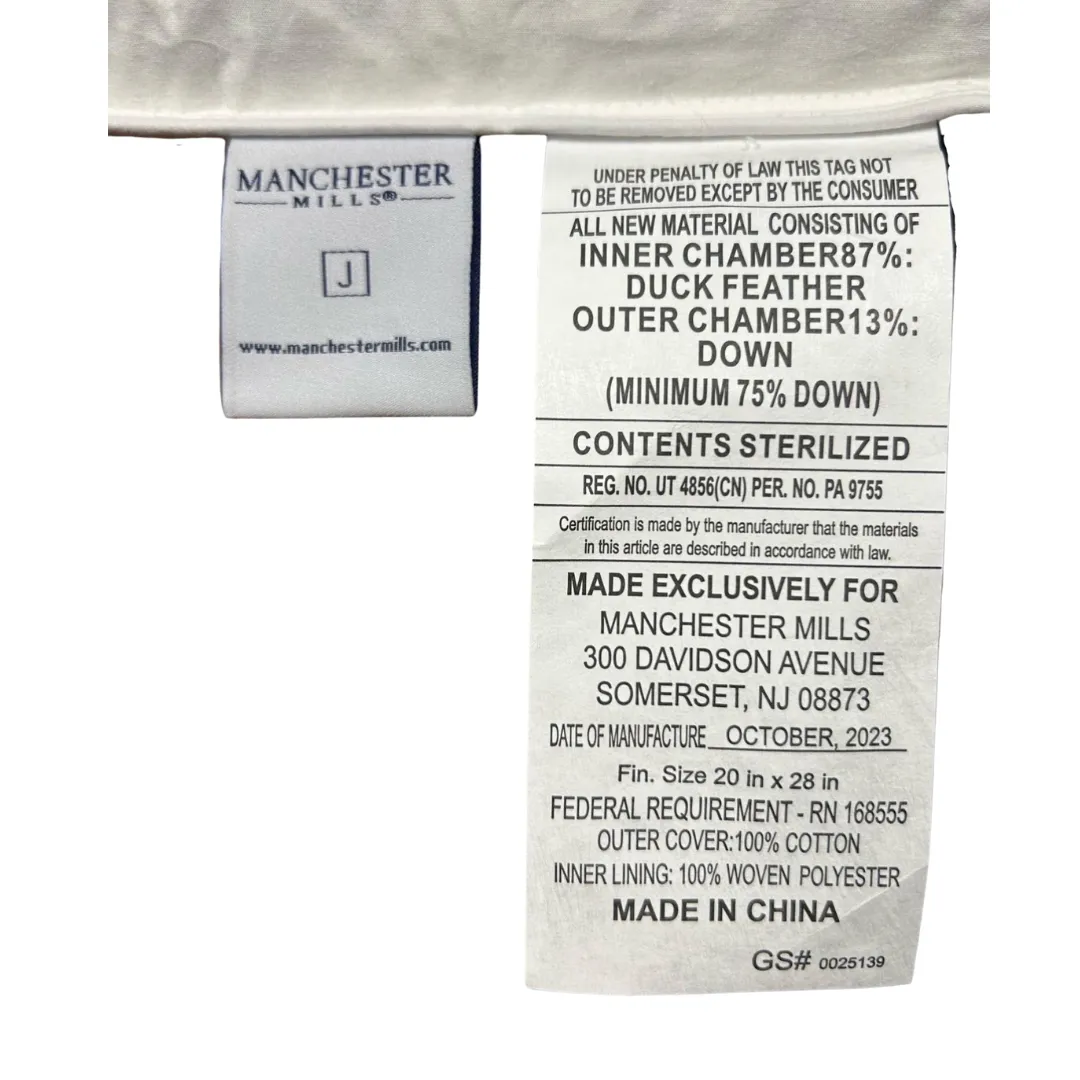 MANCHESTER
MILLS®
J
www.manchestermills.com
UNDER PENALTY OF LAW THIS TAG NOT
TO BE REMOVED EXCEPT BY THE CONSUMER
ALL NEW MATERIAL CONSISTING OF
INNER CHAMBER87%:
DUCK FEATHER
OUTER CHAMBER13%:
DOWN
(MINIMUM 75% DOWN)
CONTENTS STERILIZED
REG. NO. UT 4856(CN) PER. NO. PA 9755
Certification is made by the manufacturer that the materials
in this article are described in accordance with law.
MADE EXCLUSIVELY FOR
MANCHESTER MILLS
300 DAVIDSON AVENUE
SOMERSET, NJ 08873
DATE OF MANUFACTURE OCTOBER, 2023
Fin. Size 20 in x 28 in
FEDERAL REQUIREMENT - RN 168555
OUTER COVER:100% COTTON
INNER LINING: 100% WOVEN POLYESTER
MADE IN CHINA
GS# 0025139